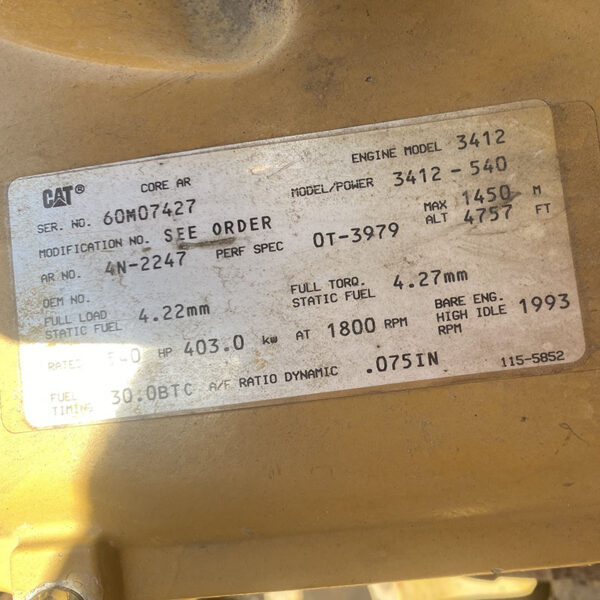 CAT® CORE AR ENGINE MODEL 3412
SER. NO. 60M07427 MODEL/POWER 3412-540
MODIFICATION NO. SEE ORDER MAX ALT 1450 M 4757 FT
AR NO. 4N-2247 PERF SPEC 0T-3979
OEM NO.
FULL LOAD STATIC FUEL 4.22mm FULL TORQ. STATIC FUEL 4.27mm
RATED 540 HP 403.0 kW AT 1800 RPM BARE ENG. HIGH IDLE RPM 1993
FUEL TIMING 30.0BTC A/F RATIO DYNAMIC .075IN 115-5852